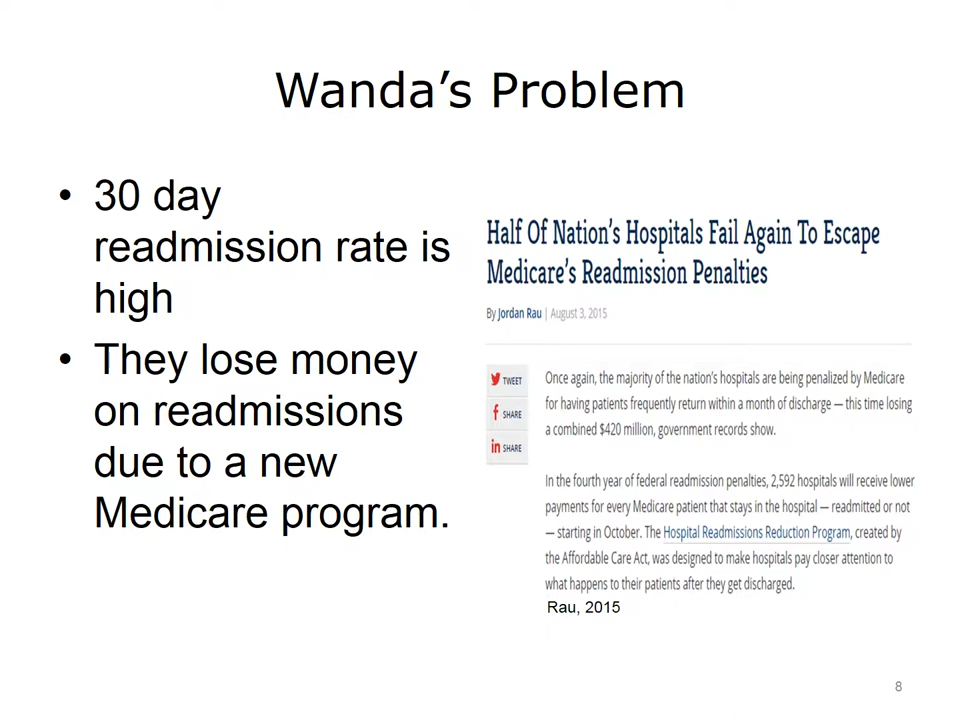 Wanda’s Problem
• 30 day
readmission rate is
high
• They lose money
on readmissions
due to a new
Medicare program.
Half Of Nation’s Hospitals Fail Again To Escape
Medicare’s Readmission Penalties
By Jordan Rau | August 3, 2015
TWEET
SHARE
SHARE
Once again, the majority of the nation’s hospitals are being penalized by Medicare
for having patients frequently return within a month of discharge — this time losing
a combined $420 million, government records show.
In the fourth year of federal readmission penalties, 2,592 hospitals will receive lower
payments for every Medicare patient that stays in the hospital — readmitted or not
— starting in October. The Hospital Readmissions Reduction Program, created by
the Affordable Care Act, was designed to make hospitals pay closer attention to
what happens to their patients after they get discharged.
Rau, 2015
8